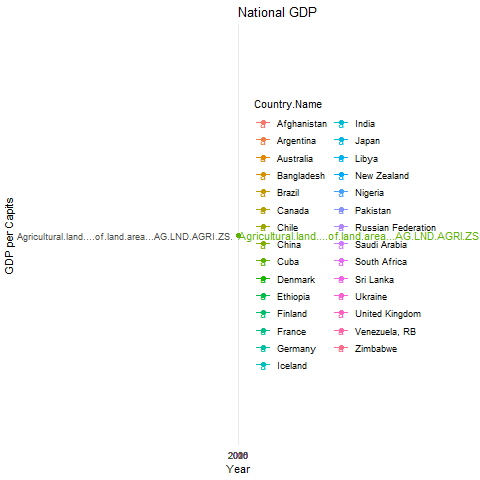 National GDP
Country.Name
Afghanistan
Argentina
Australia
Bangladesh
Brazil
Canada
Chile
China
Cuba
Denmark
Ethiopia
Finland
France
Germany
Iceland
India
Japan
Libya
New Zealand
Nigeria
Pakistan
Russian Federation
Saudi Arabia
South Africa
Sri Lanka
Ukraine
United Kingdom
Venezuela, RB
Zimbabwe
GDP per Capits
Agricultural.land....of.land.area...AG.LND.AGRI.ZS.
Agricultural.land....of.land.area...AG.LND.AGRI.ZS
Year